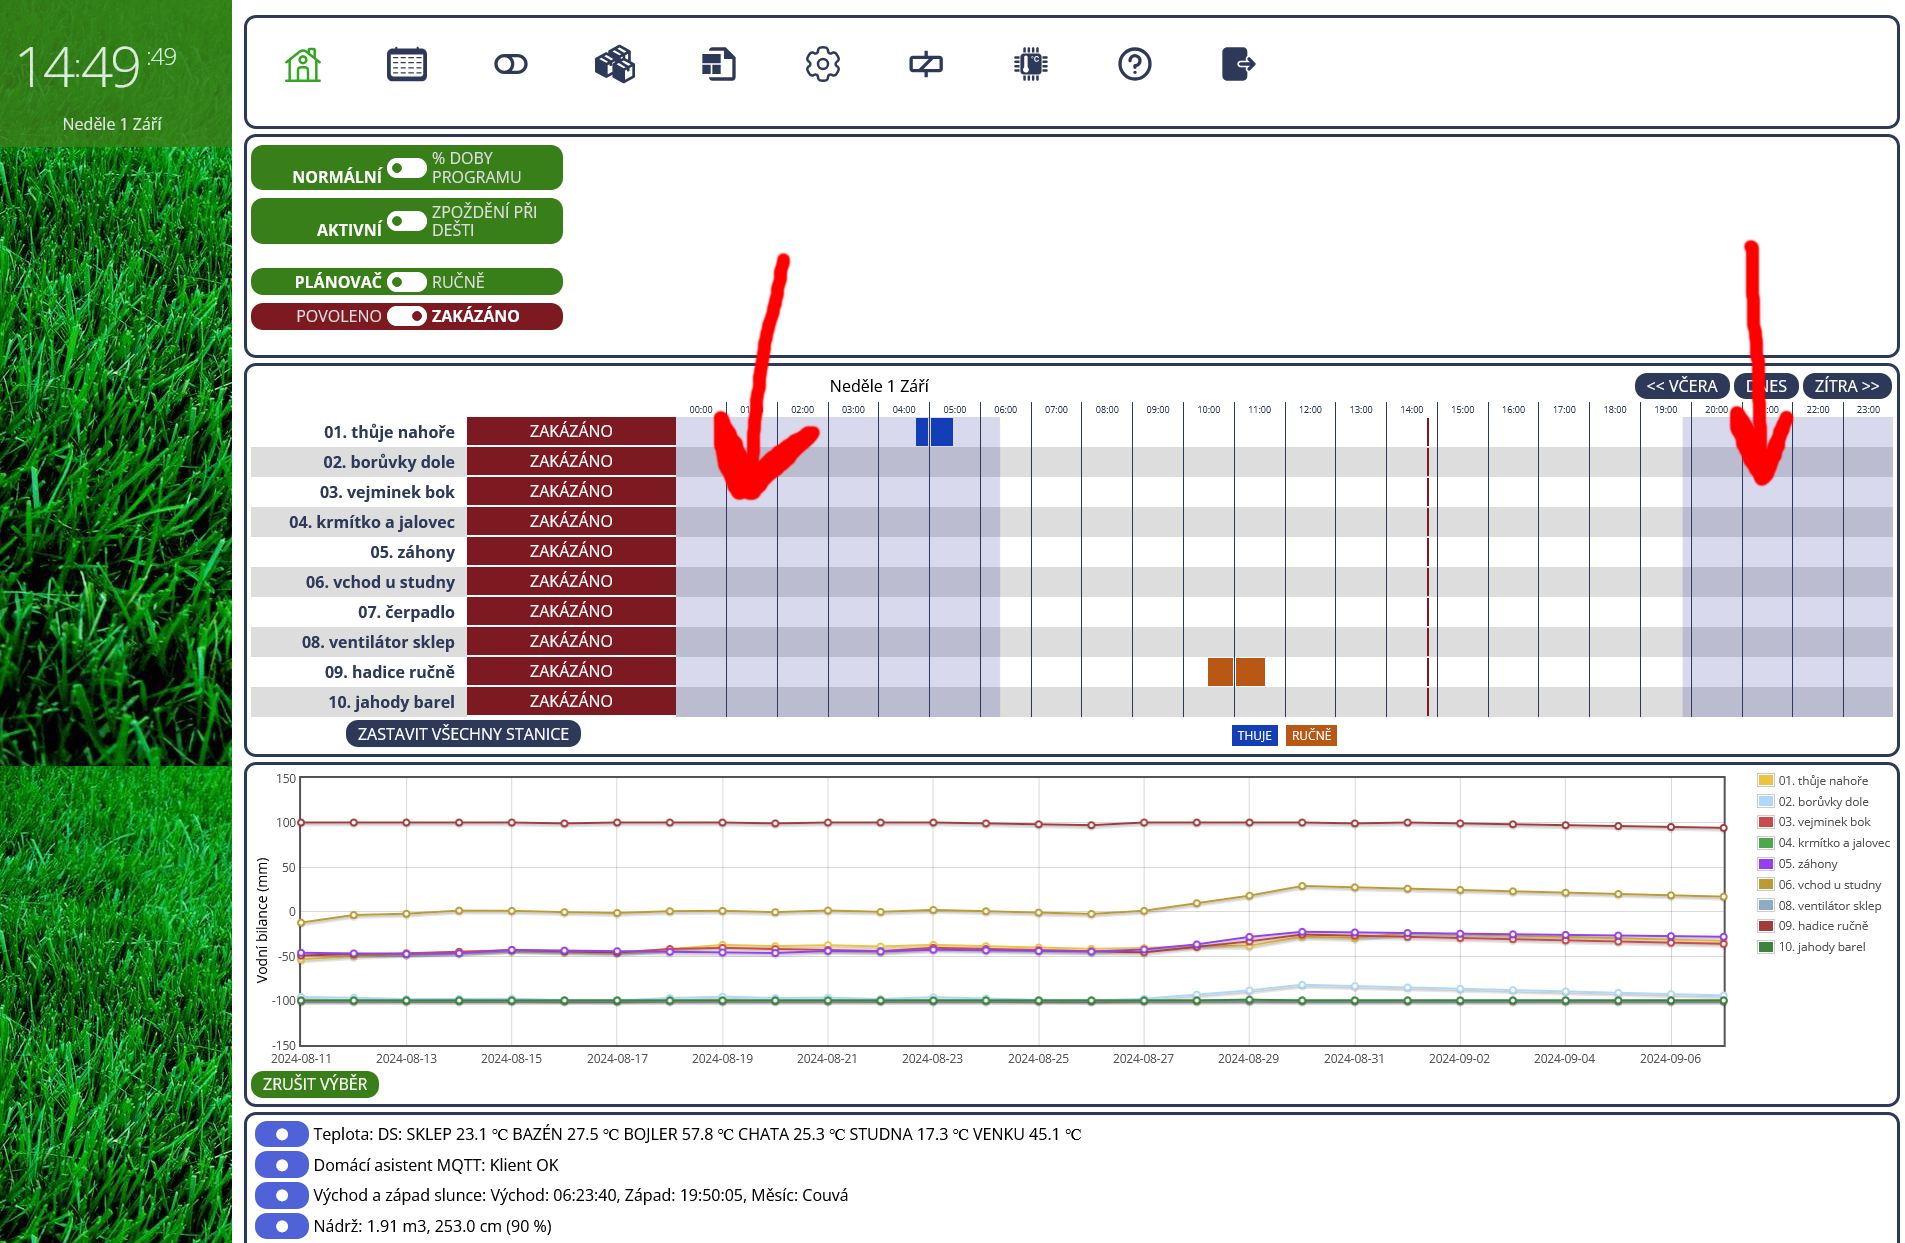 14:49 :49
Neděle 1 Září
NORMÁLNÍ % DOBY PROGRAMU
AKTIVNÍ ZPOŽDĚNÍ PŘI DEŠTI
PLÁNOVAČ RUČNĚ
POVOLENO ZAKÁZÁNO
Neděle 1 Září
<< VČERA
ZÍTRA >>
00:00 02:00 03:00 04:00 05:00 06:00 07:00 08:00 09:00 10:00 11:00 12:00 13:00 14:00 15:00 16:00 17:00 18:00 19:00 20:00 22:00 23:00
01. thůje nahoře ZAKÁZÁNO
02. borůvky dole ZAKÁZÁNO
03. vejminek bok ZAKÁZÁNO
04. krmítko a jalovec ZAKÁZÁNO
05. záhony ZAKÁZÁNO
06. vchod u studny ZAKÁZÁNO
07. čerpadlo ZAKÁZÁNO
08. ventilátor sklep ZAKÁZÁNO
09. hadice ručně ZAKÁZÁNO
10. jahody barel ZAKÁZÁNO
ZASTAVIT VŠECHNY STANICE
THUJE RUČNĚ
Vodní bilance (mm)
150
100
50
0
-50
-100
-150
2024-08-11 2024-08-13 2024-08-15 2024-08-17 2024-08-19 2024-08-21 2024-08-23 2024-08-25 2024-08-27 2024-08-29 2024-08-31 2024-09-02 2024-09-04 2024-09-06
01. thůje nahoře
02. borůvky dole
03. vejminek bok
04. krmítko a jalovec
05. záhony
06. vchod u studny
08. ventilátor sklep
09. hadice ručně
10. jahody barel
ZRUŠIT VÝBĚR
Teplota: DS: SKLEP 23.1 ℃ BAZÉN 27.5 ℃ BOJLER 57.8 ℃ CHATA 25.3 ℃ STUDNA 17.3 ℃ VENKU 45.1 ℃
Domácí asistent MQTT: Klient OK
Východ a západ slunce: Východ: 06:23:40, Západ: 19:50:05, Měsíc: Couvá
Nádrž: 1.91 m3, 253.0 cm (90 %)